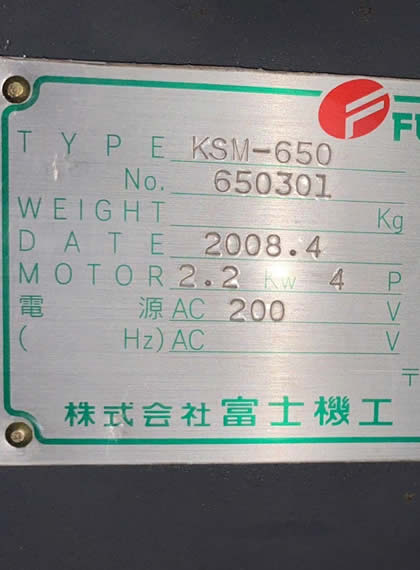 FU
TYPE KSM-650
No. 650301
WEIGHT Kg
DATE 2008.4
MOTOR 2.2 Kw 4 P
電源 AC 200 V
( Hz) AC V
〒
株式会社 富士機工